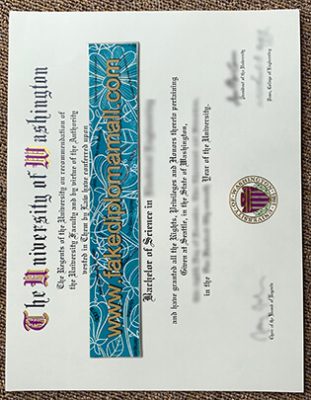 The University of Washington
The Regents of the University on recommendation of
the University Faculty and by virtue of the Authority
vested in Them by Law have conferred upon
www.fakediplomamall.com
Bachelor of Science in
and have granted all the Rights, Privileges and Honors thereto pertaining
Given at Seattle, in the State of Washington,
in the
Year of the University.
President of the University
Dean, College of Engineering
Chair of the Board of Regents